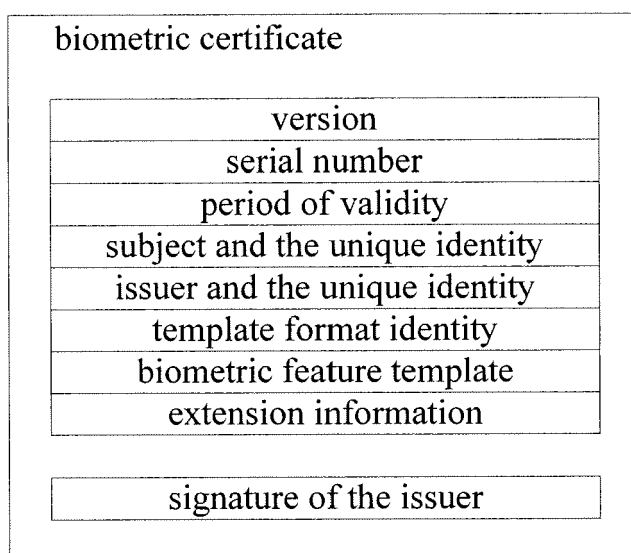 biometric certificate
version
serial number
period of validity
subject and the unique identity
issuer and the unique identity
template format identity
biometric feature template
extension information
signature of the issuer